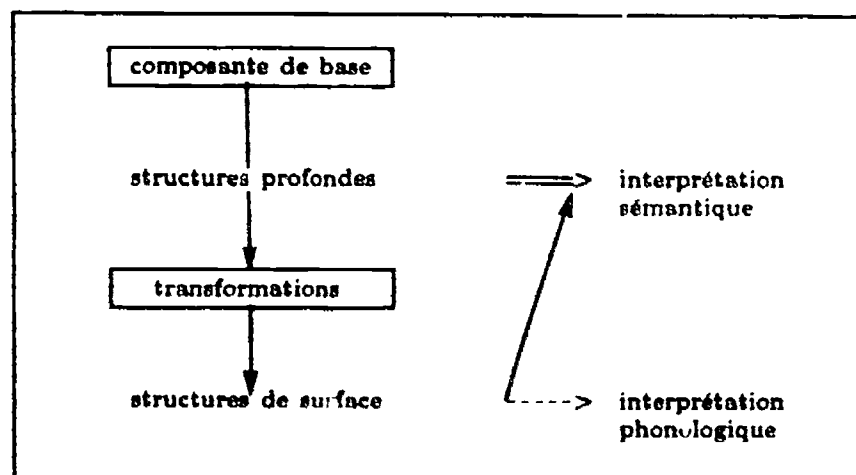 composante de base
structures profondes
interprétation
sémantique
transformations
structures de surface
interprétation
phonologique